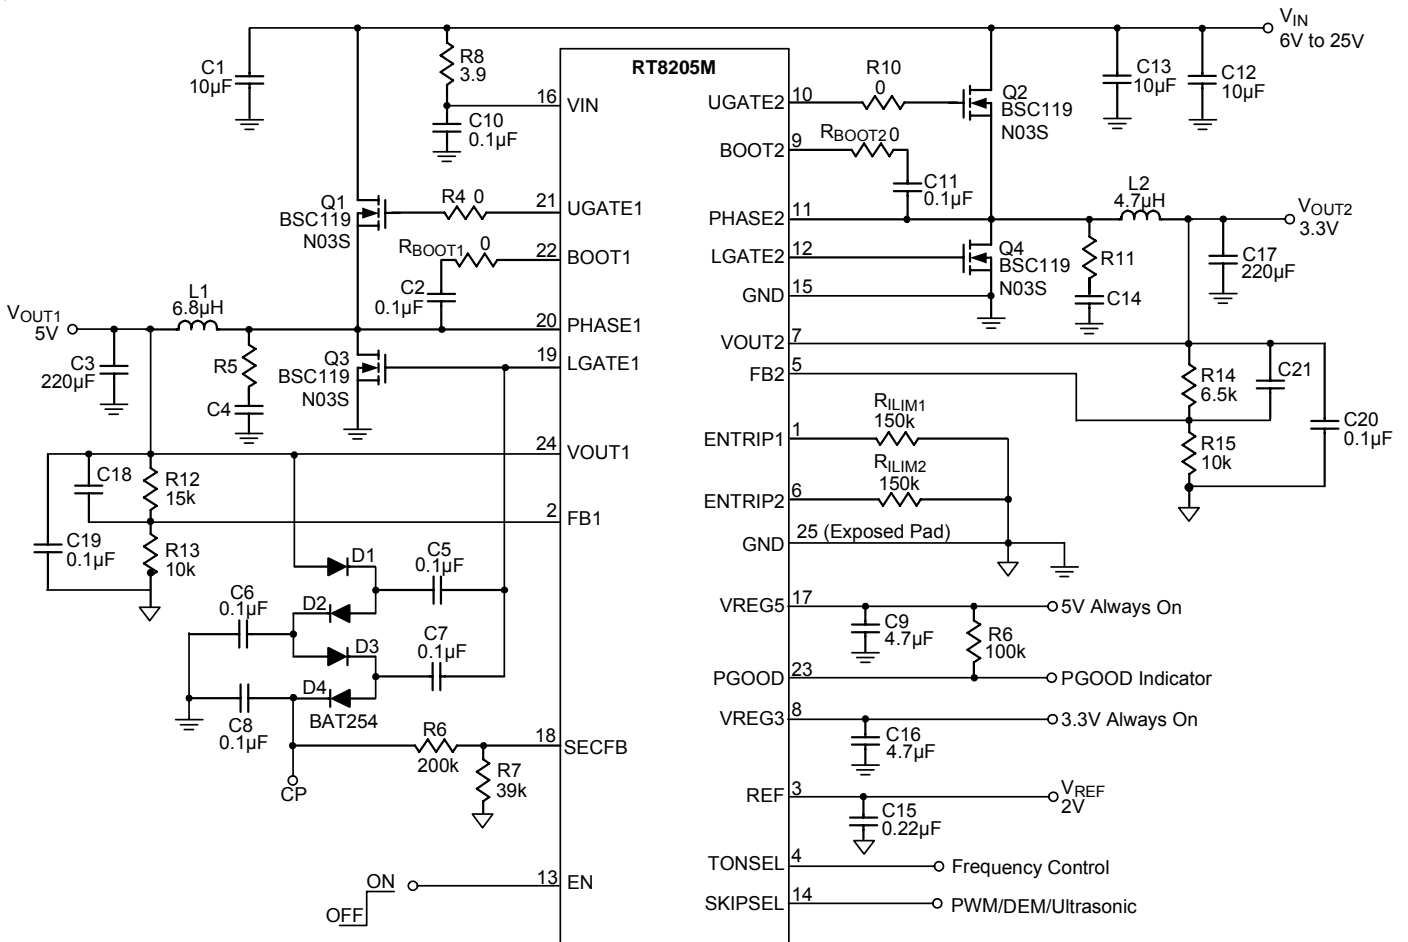 VIN
6V to 25V
RT8205M
C1
10µF
R8
3.9
16
VIN
C10
0.1µF
Q1
BSC119
N03S
R4 0
21
UGATE1
RBOOT1 0
22
BOOT1
C2
0.1µF
L1
6.8µH
VOUT1
5V
20
PHASE1
C3
220µF
R5
C4
Q3
BSC119
N03S
19
LGATE1
24
VOUT1
C18
R12
15k
2
FB1
C19
0.1µF
R13
10k
D1
C5
0.1µF
C6
0.1µF
D2
C7
0.1µF
D3
D4
BAT254
C8
0.1µF
R6
200k
18
SECFB
R7
39k
CP
ON
OFF
13
EN
UGATE2
10
R10
0
Q2
BSC119
N03S
C13
10µF
C12
10µF
BOOT2
9
RBOOT2 0
C11
0.1µF
L2
4.7µH
PHASE2
11
VOUT2
3.3V
LGATE2
12
Q4
BSC119
N03S
R11
C14
C17
220µF
GND
15
VOUT2
7
FB2
5
R14
6.5k
C21
R15
10k
C20
0.1µF
ENTRIP1
1
RILIM1
150k
ENTRIP2
6
RILIM2
150k
GND
25 (Exposed Pad)
VREG5
17
5V Always On
C9
4.7µF
R6
100k
PGOOD
23
PGOOD Indicator
VREG3
8
3.3V Always On
C16
4.7µF
REF
3
VREF
2V
C15
0.22µF
TONSEL
4
Frequency Control
SKIPSEL
14
PWM/DEM/Ultrasonic